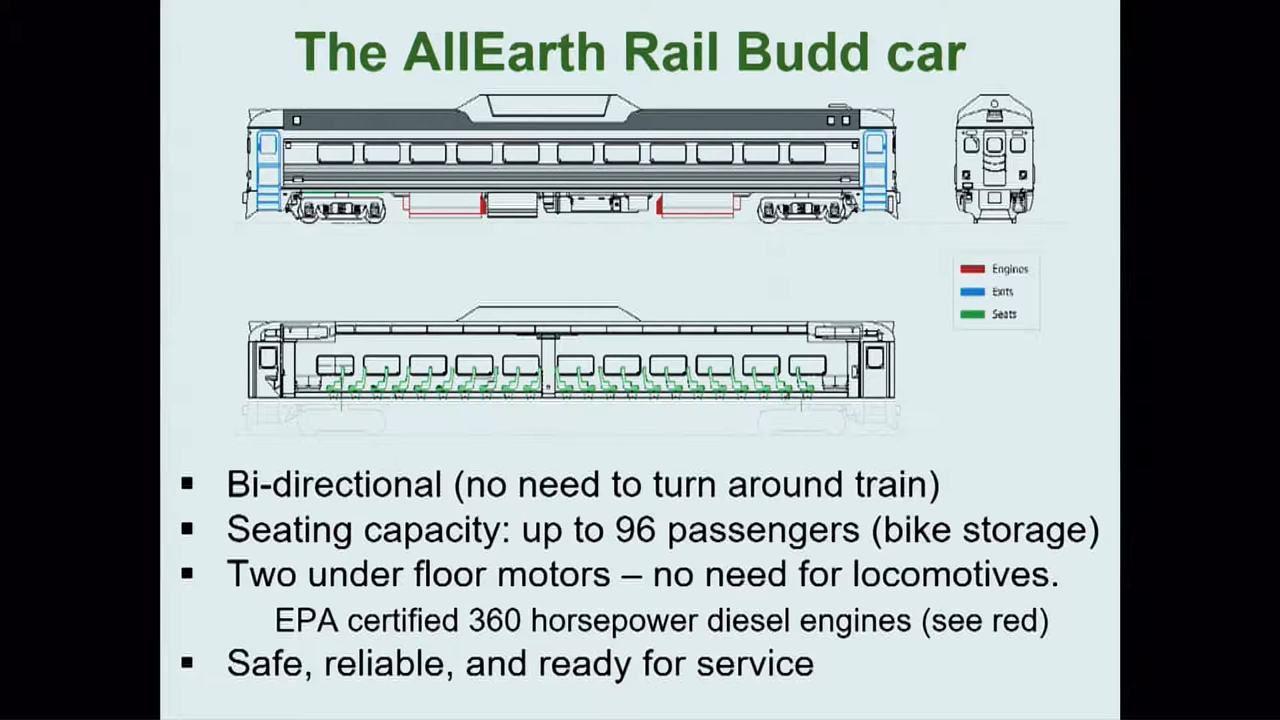 The AllEarth Rail Budd car
Engines
Exits
Seats
▪ Bi-directional (no need to turn around train)
▪ Seating capacity: up to 96 passengers (bike storage)
▪ Two under floor motors – no need for locomotives.
EPA certified 360 horsepower diesel engines (see red)
▪ Safe, reliable, and ready for service